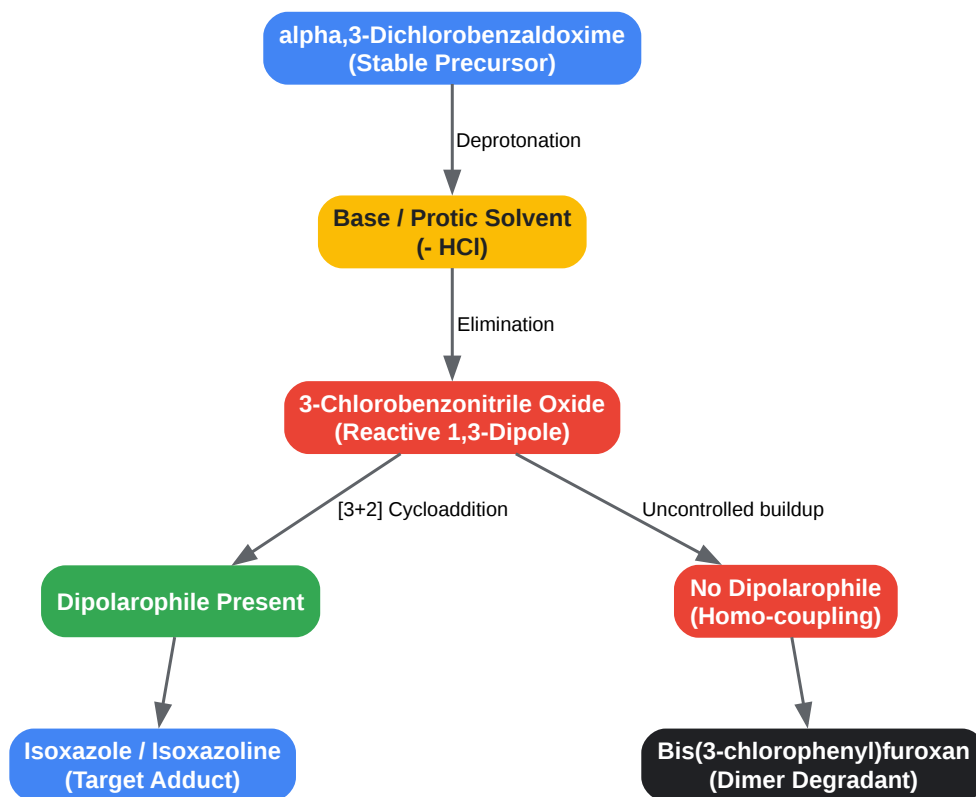 alpha,3-Dichlorobenzaldoxime
(Stable Precursor)
Deprotonation
Base / Protic Solvent
(- HCl)
Elimination
3-Chlorobenzonitrile Oxide
(Reactive 1,3-Dipole)
[3+2] Cycloaddition
Uncontrolled buildup
Dipolarophile Present
No Dipolarophile
(Homo-coupling)
Isoxazole / Isoxazoline
(Target Adduct)
Bis(3-chlorophenyl)furoxan
(Dimer Degradant)